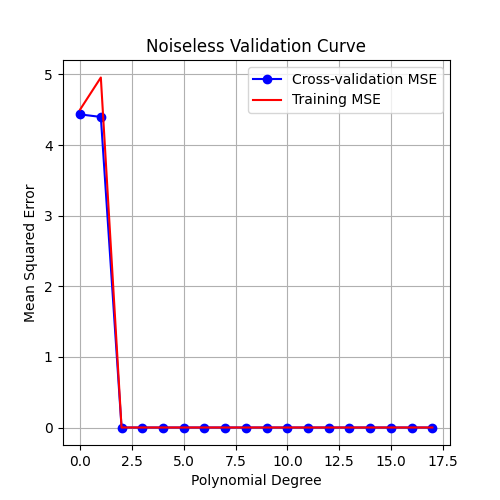 Noiseless Validation Curve
Cross-validation MSE
Training MSE
Mean Squared Error
5
4
3
2
1
0
0.0 2.5 5.0 7.5 10.0 12.5 15.0 17.5
Polynomial Degree